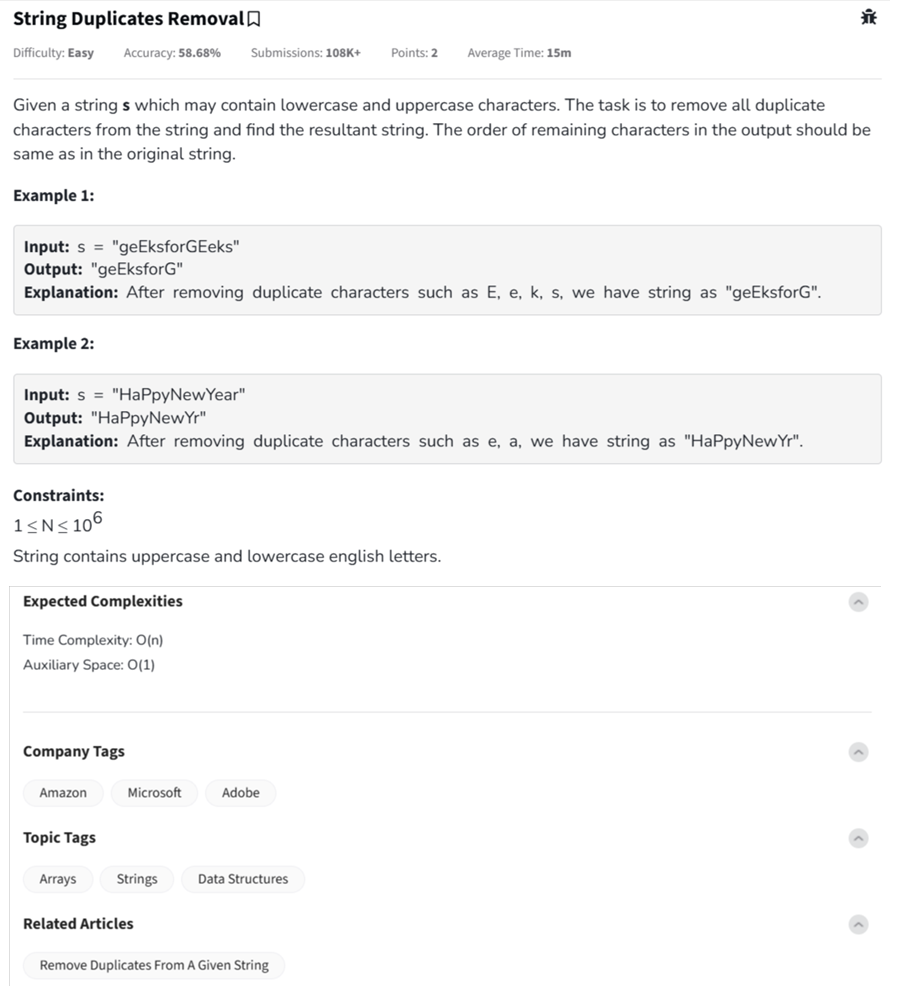 String Duplicates Removal
Difficulty: Easy Accuracy: 58.68% Submissions: 108K+ Points: 2 Average Time: 15m
Given a string s which may contain lowercase and uppercase characters. The task is to remove all duplicate
characters from the string and find the resultant string. The order of remaining characters in the output should be
same as in the original string.
Example 1:
Input: s = "geEksforGEeks"
Output: "geEksforG"
Explanation: After removing duplicate characters such as E, e, k, s, we have string as "geEksforG".
Example 2:
Input: s = "HaPpyNewYear"
Output: "HaPpyNewYr"
Explanation: After removing duplicate characters such as e, a, we have string as "HaPpyNewYr".
Constraints:
1 ≤ N ≤ 10⁶
String contains uppercase and lowercase english letters.
Expected Complexities
Time Complexity: O(n)
Auxiliary Space: O(1)
Company Tags
Amazon Microsoft Adobe
Topic Tags
Arrays Strings Data Structures
Related Articles
Remove Duplicates From A Given String